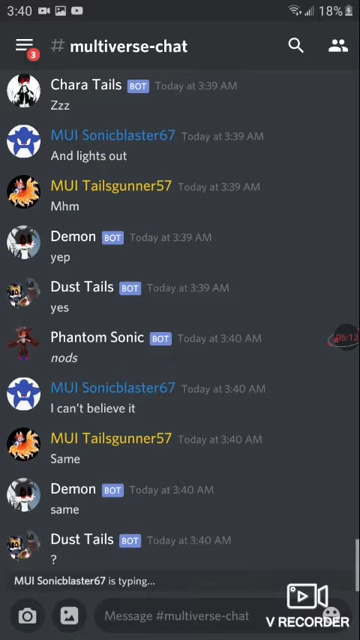 3:40 18%
3
# multiverse-chat
Chara Tails BOT Today at 3:39 AM
Zzz
MUI Sonicblaster67 Today at 3:39 AM
And lights out
MUI Tailsgunner57 Today at 3:39 AM
Mhm
Demon BOT Today at 3:39 AM
yep
Dust Tails BOT Today at 3:39 AM
yes
Phantom Sonic BOT Today at 3:40 AM
nods
06:13
MUI Sonicblaster67 Today at 3:40 AM
I can't believe it
MUI Tailsgunner57 Today at 3:40 AM
Same
Demon BOT Today at 3:40 AM
same
Dust Tails BOT Today at 3:40 AM
?
MUI Sonicblaster67 is typing...
Message #multiverse-chat
V RECORDER